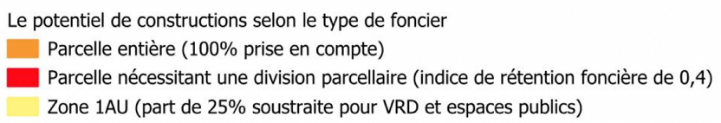 Le potentiel de constructions selon le type de foncier
Parcelle entière (100% prise en compte)
Parcelle nécessitant une division parcellaire (indice de rétention foncière de 0,4)
Zone 1AU (part de 25% soustraite pour VRD et espaces publics)